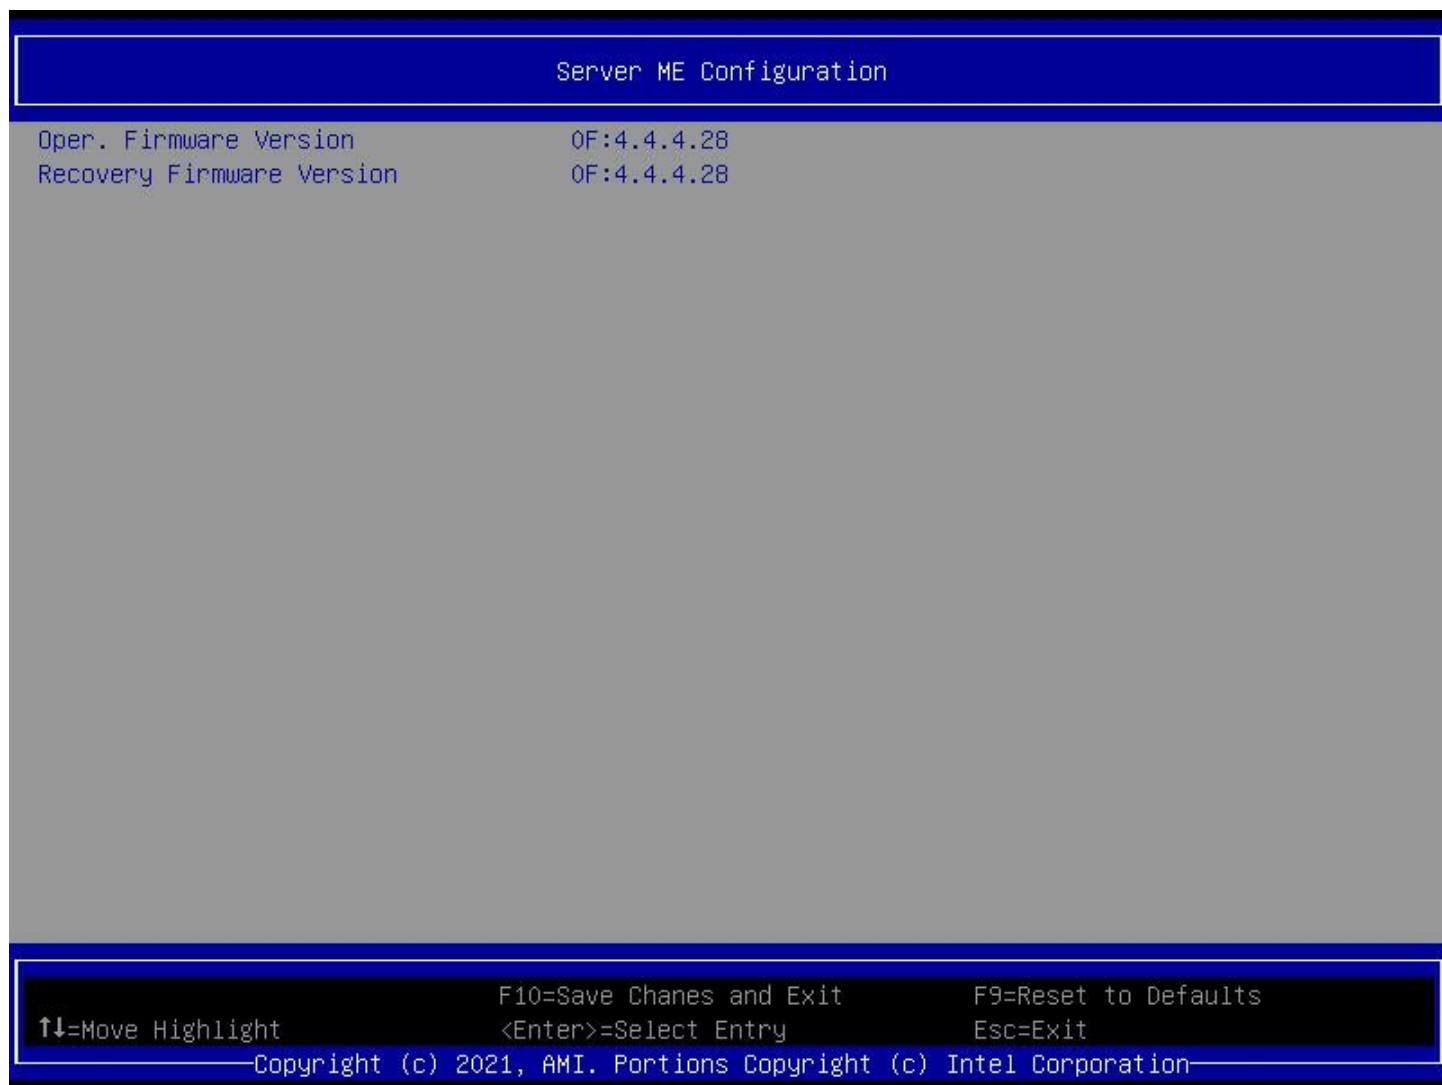 Server ME Configuration
Oper. Firmware Version 0F:4.4.4.28
Recovery Firmware Version 0F:4.4.4.28
F10=Save Chanes and Exit F9=Reset to Defaults
↑↓=Move Highlight <Enter>=Select Entry Esc=Exit
Copyright (c) 2021, AMI. Portions Copyright (c) Intel Corporation